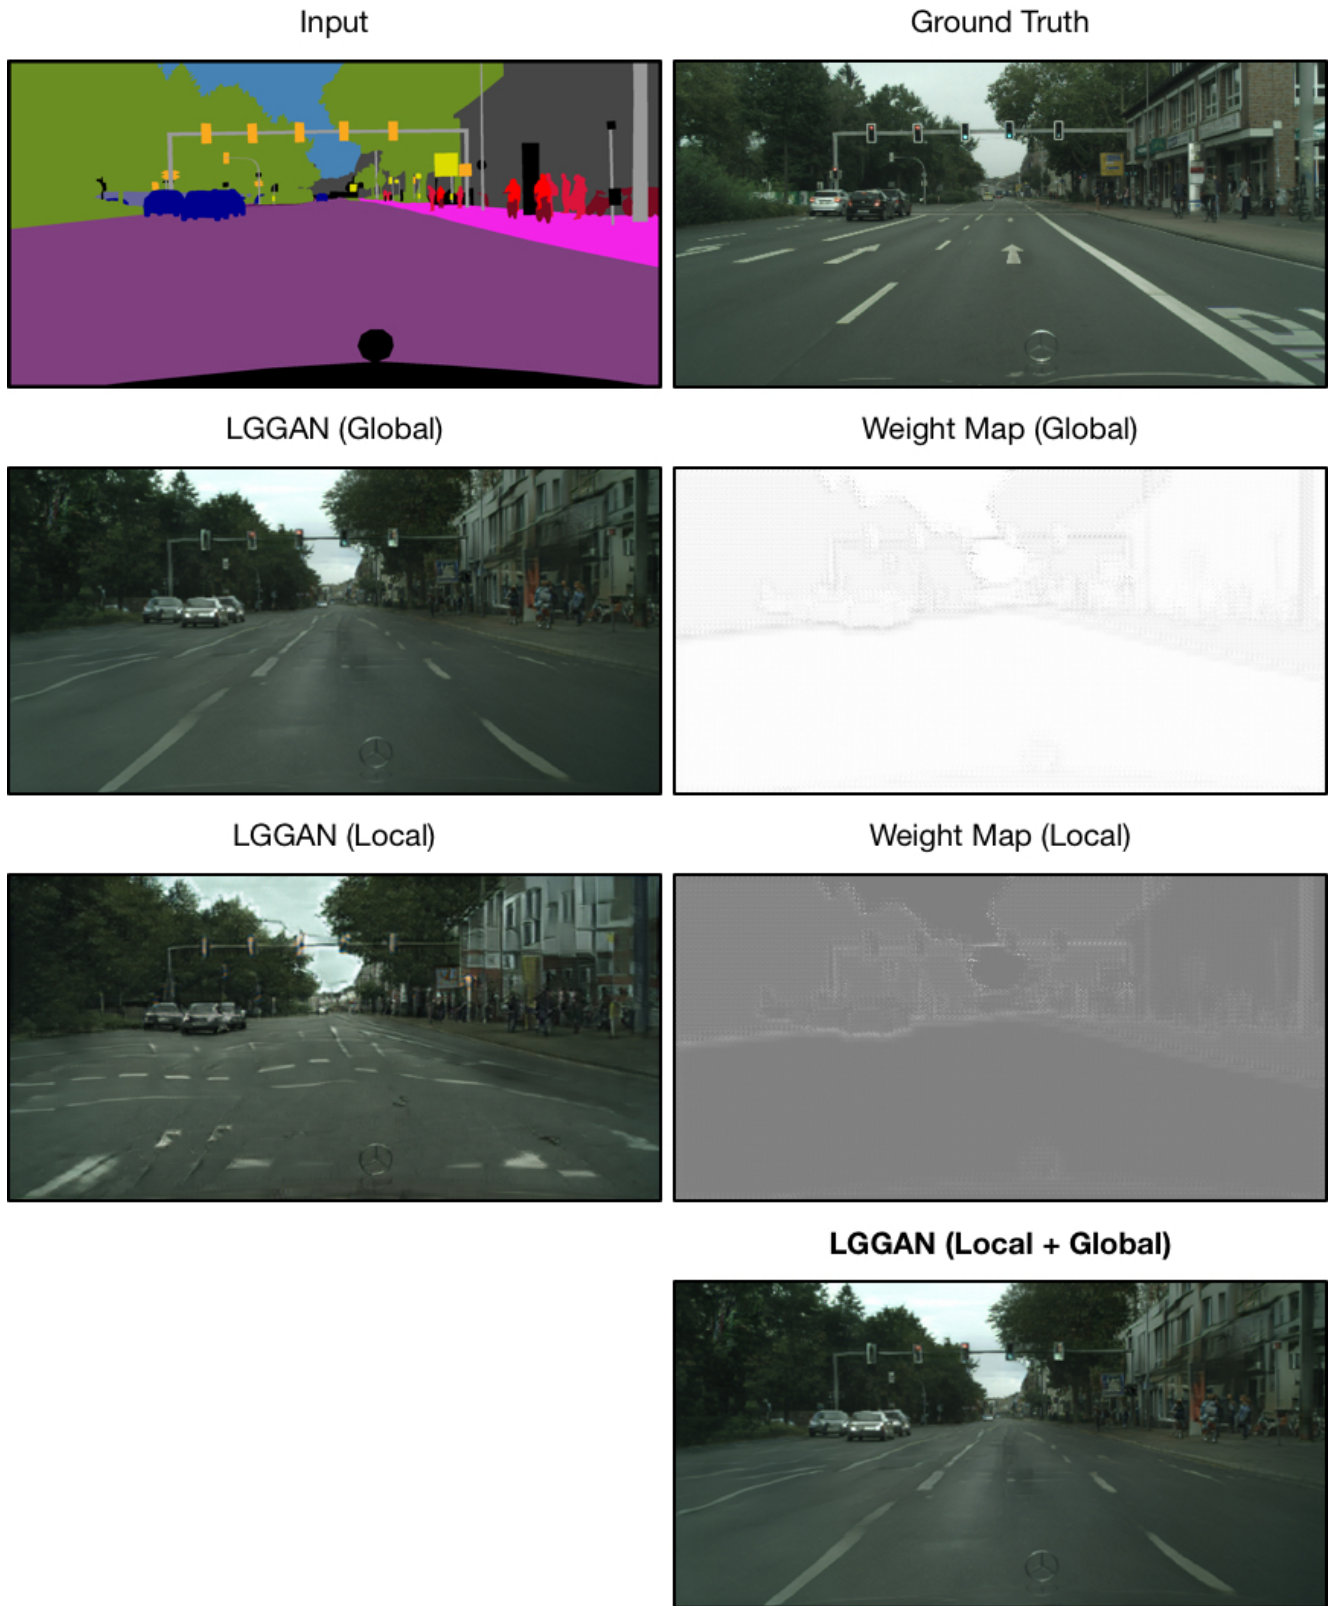 Input
Ground Truth
LGGAN (Global)
Weight Map (Global)
LGGAN (Local)
Weight Map (Local)
LGGAN (Local + Global)